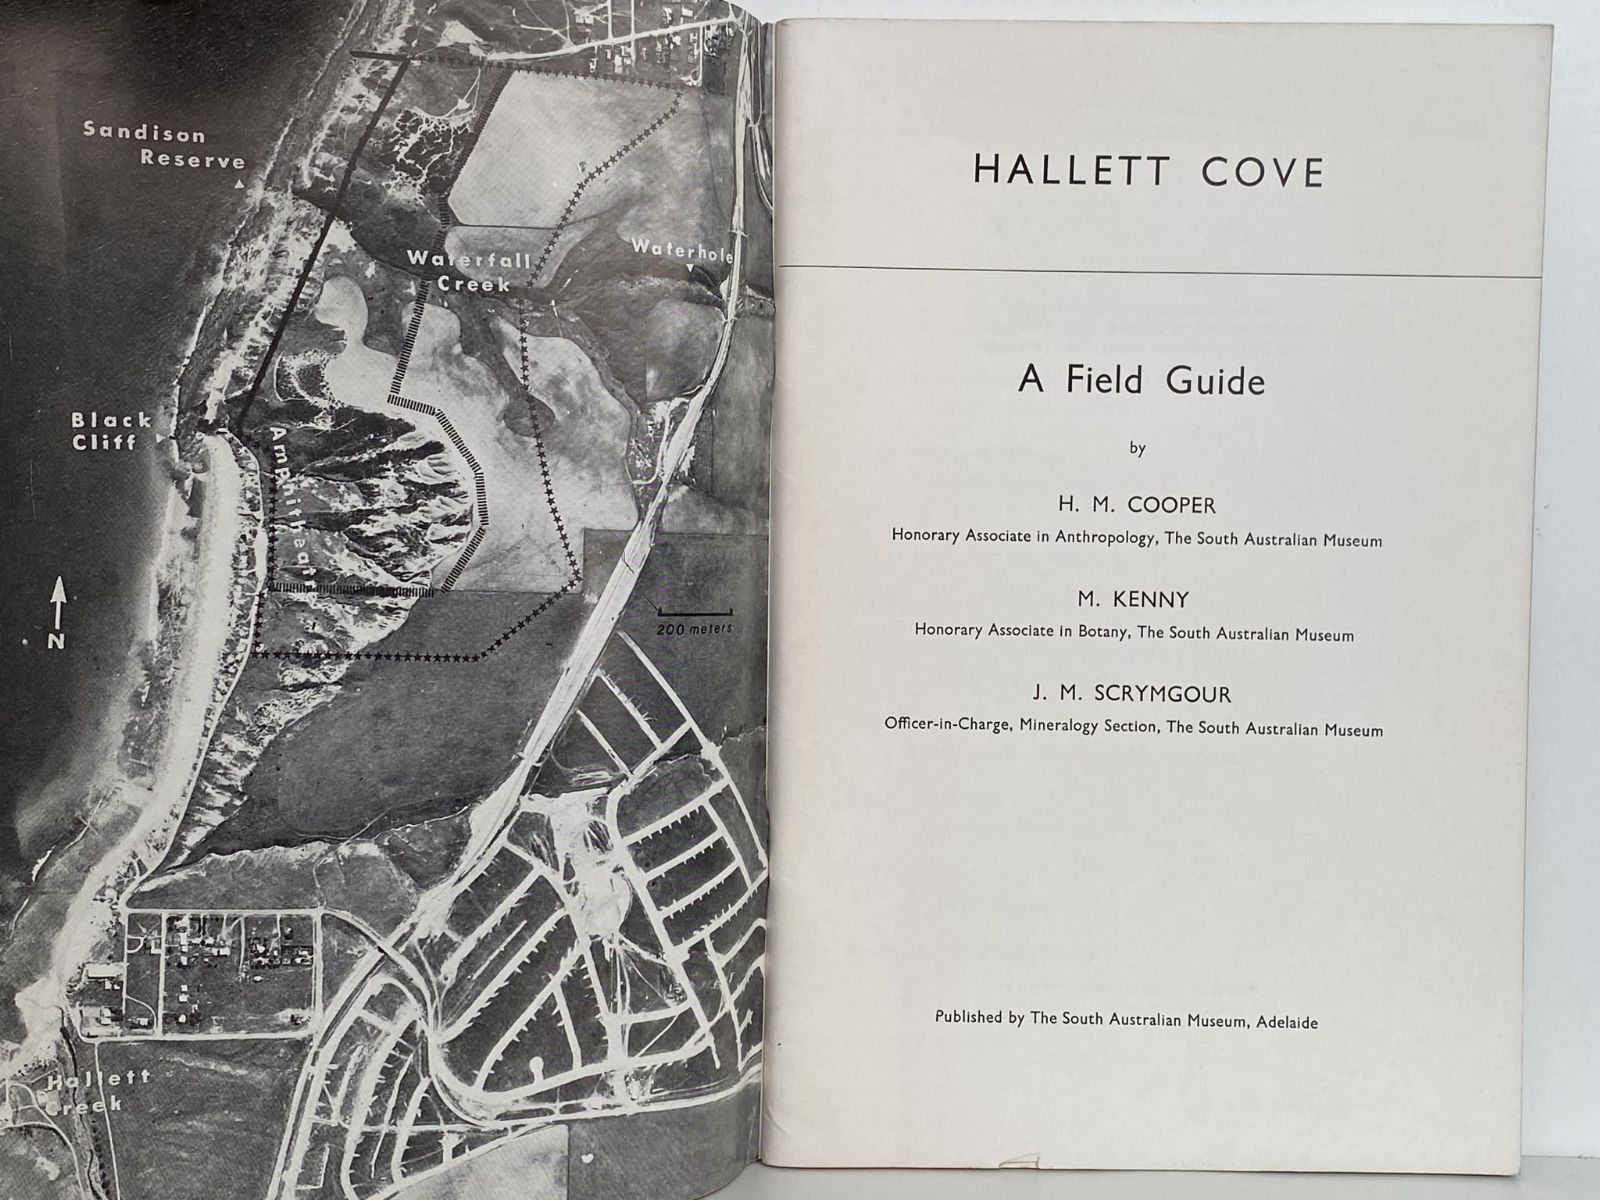 Sandison
Reserve
Waterfall
Creek
Waterhole
Black
Cliff
Amphitheatre
N
200 meters
Hallett
Creek
HALLETT COVE
A Field Guide
by
H. M. COOPER
Honorary Associate in Anthropology, The South Australian Museum
M. KENNY
Honorary Associate in Botany, The South Australian Museum
J. M. SCRYMGOUR
Officer-in-Charge, Mineralogy Section, The South Australian Museum
Published by The South Australian Museum, Adelaide